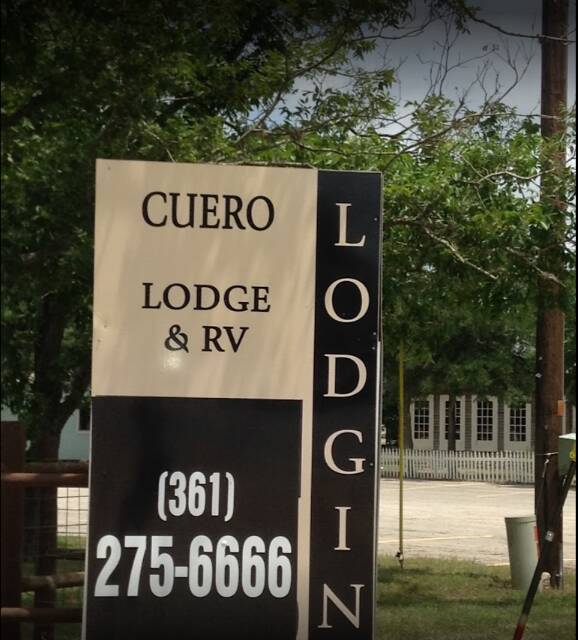 CUERO
LODGE
& RV
(361)
275-6666
LODGIN